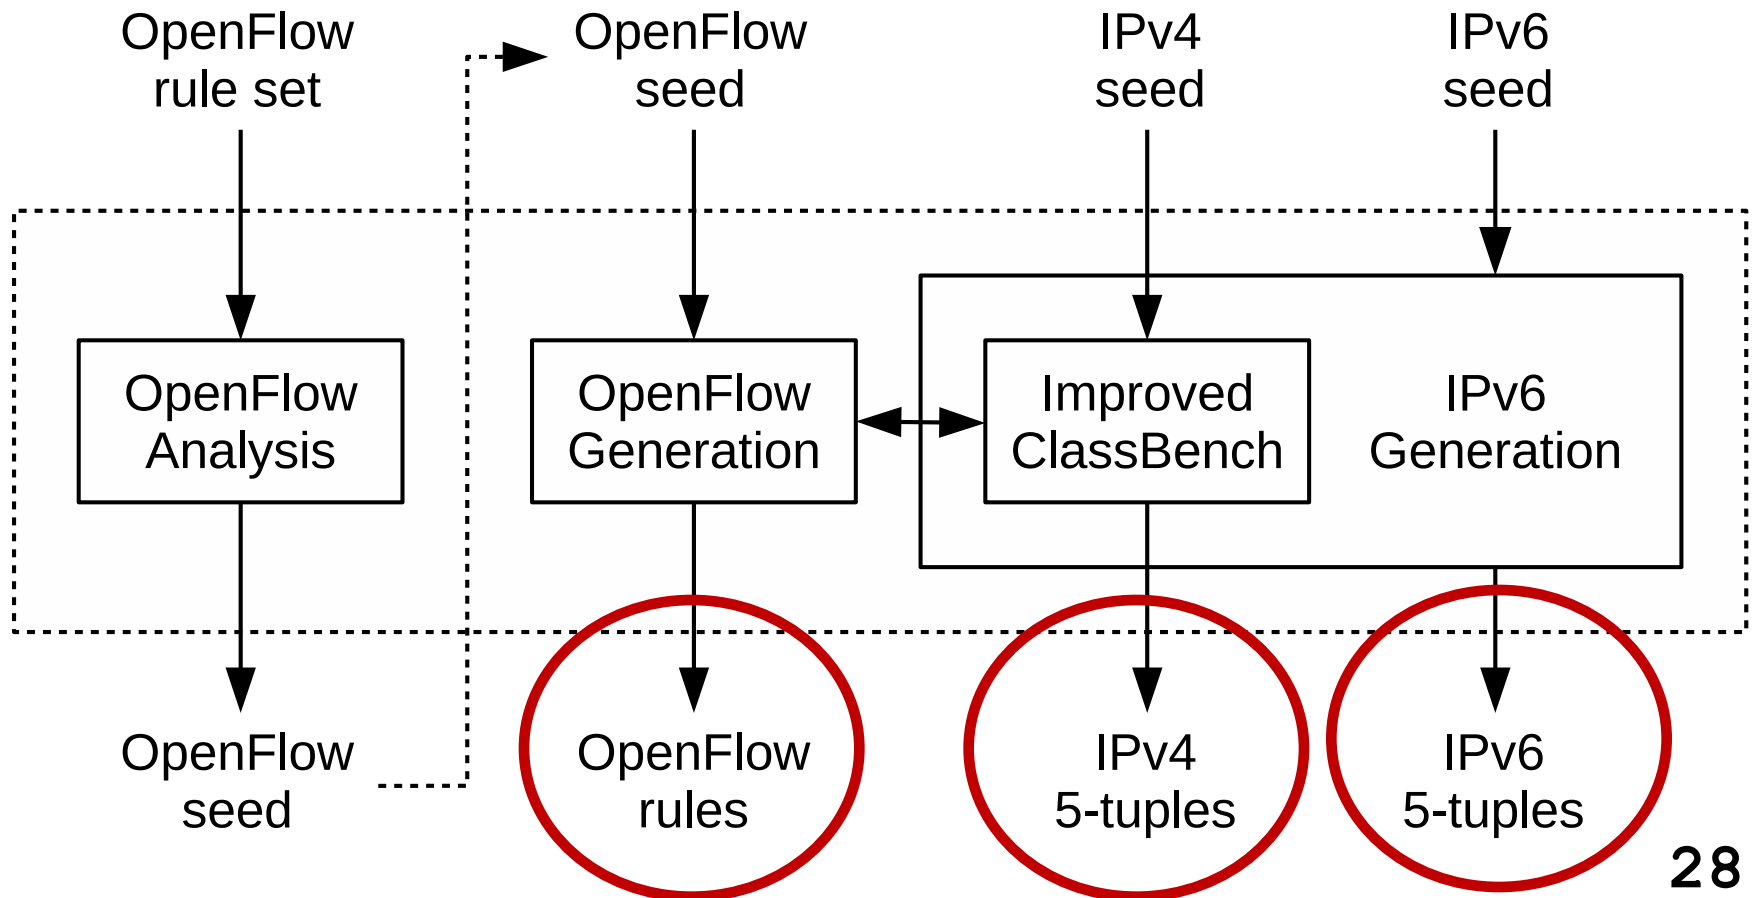 OpenFlow
rule set
OpenFlow
seed
IPv4
seed
IPv6
seed
OpenFlow
Analysis
OpenFlow
Generation
Improved
ClassBench
IPv6
Generation
OpenFlow
seed
OpenFlow
rules
IPv4
5-tuples
IPv6
5-tuples
28